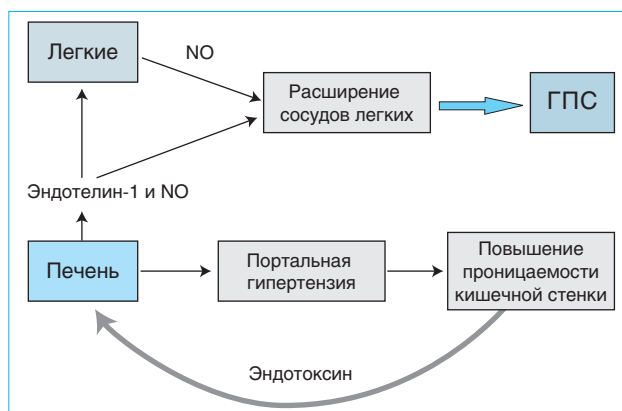 Легкие
NO
Расширение
сосудов легких
ГПС
Эндотелин-1 и NO
Печень
Портальная
гипертензия
Повышение
проницаемости
кишечной стенки
Эндотоксин